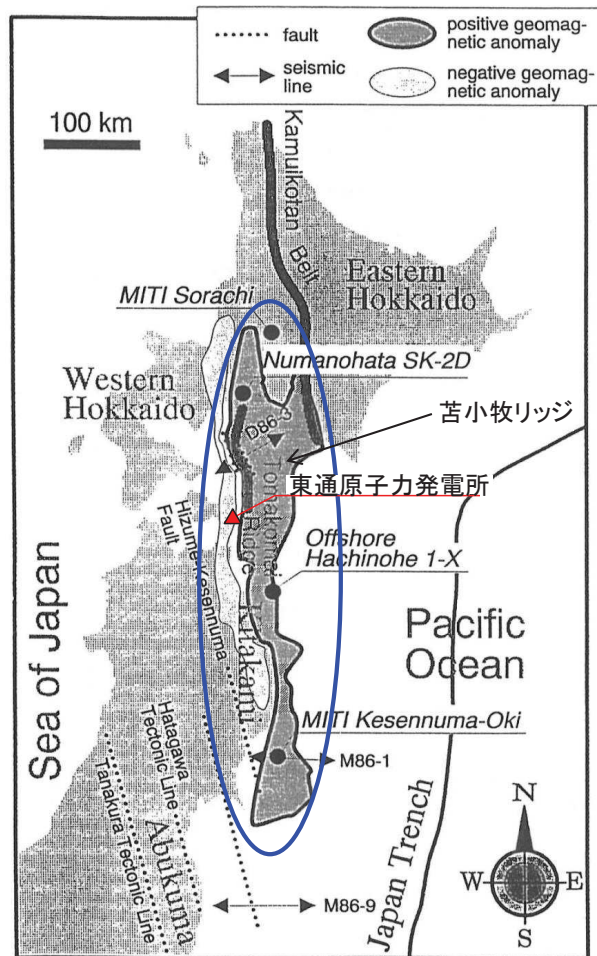 fault
seismic
line
positive geomag-
netic anomaly
negative geomag-
netic anomaly
100 km
Kamuikotan
Belt
Eastern
Hokkaido
MITI Sorachi
Numanohata SK-2D
Western
Hokkaido
D86-3
苫小牧リッジ
Tomakomai
Ridge
東通原子力発電所
Hizume-Kesennuma
Fault
Offshore
Hachinohe 1-X
Kitakami
Sea of Japan
Pacific
Ocean
MITI Kesennuma-Oki
M86-1
Hatagawa
Tectonic Line
Tanakura Tectonic Line
Abukuma
Japan Trench
M86-9
N
W
E
S